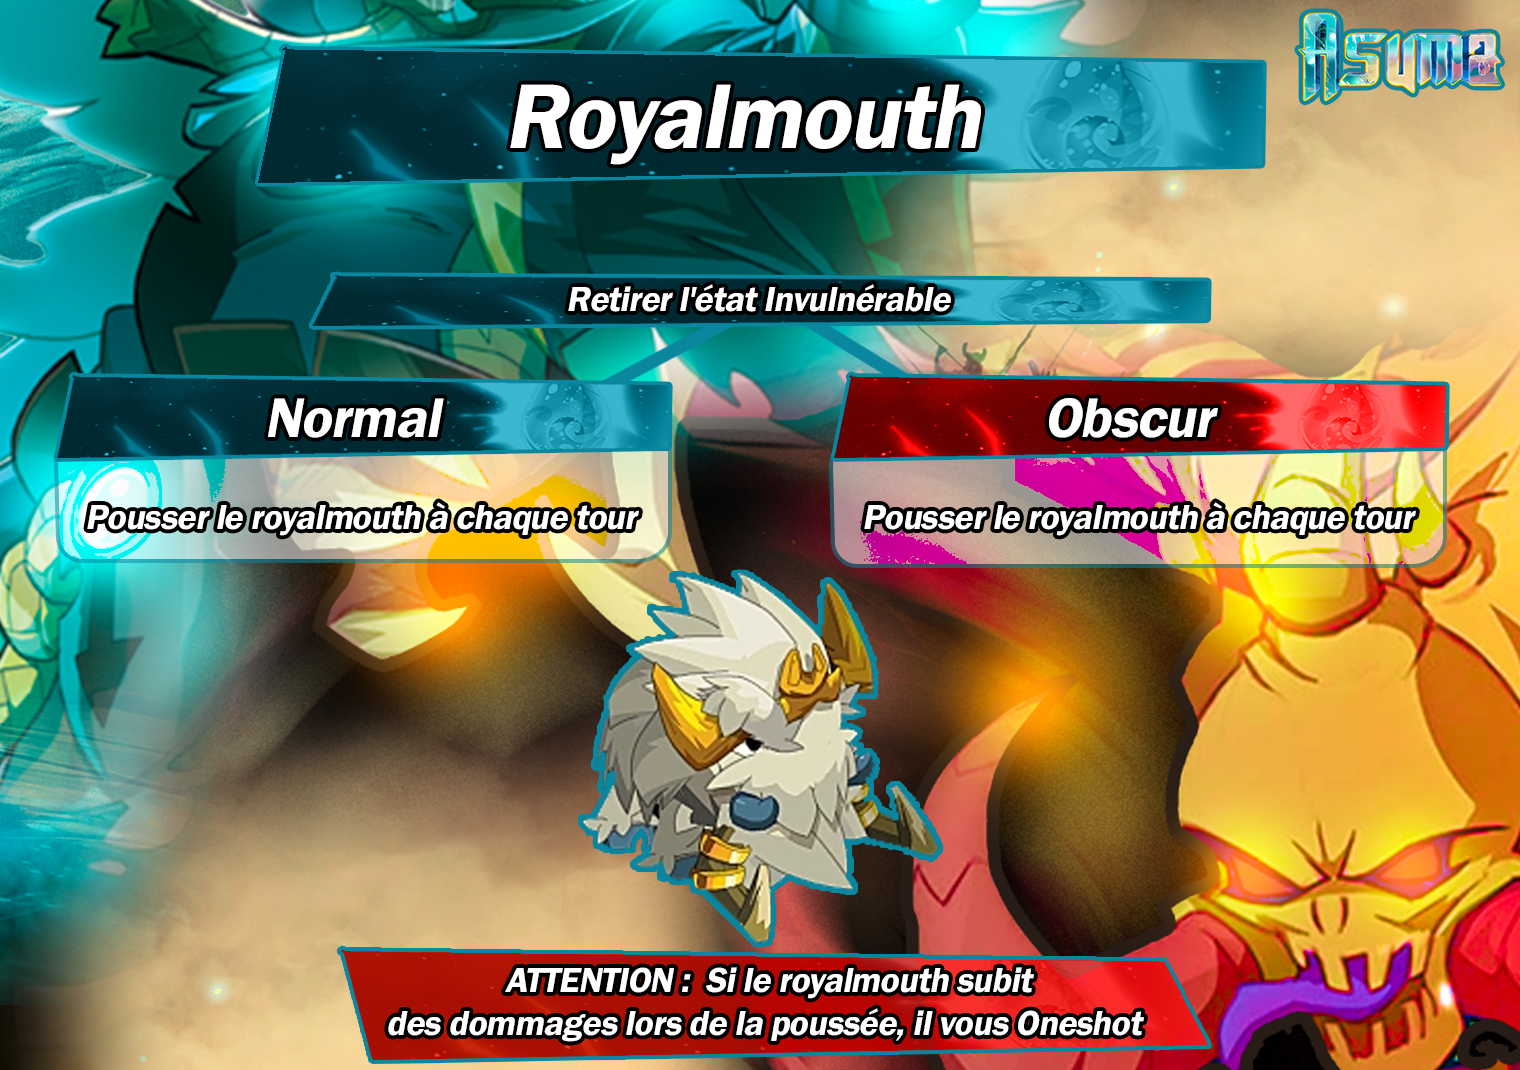 Asuma
Royalmouth
Retirer l'état Invulnérable
Normal
Obscur
Pousser le royalmouth à chaque tour
Pousser le royalmouth à chaque tour
ATTENTION : Si le royalmouth subit
des dommages lors de la poussée, il vous Oneshot